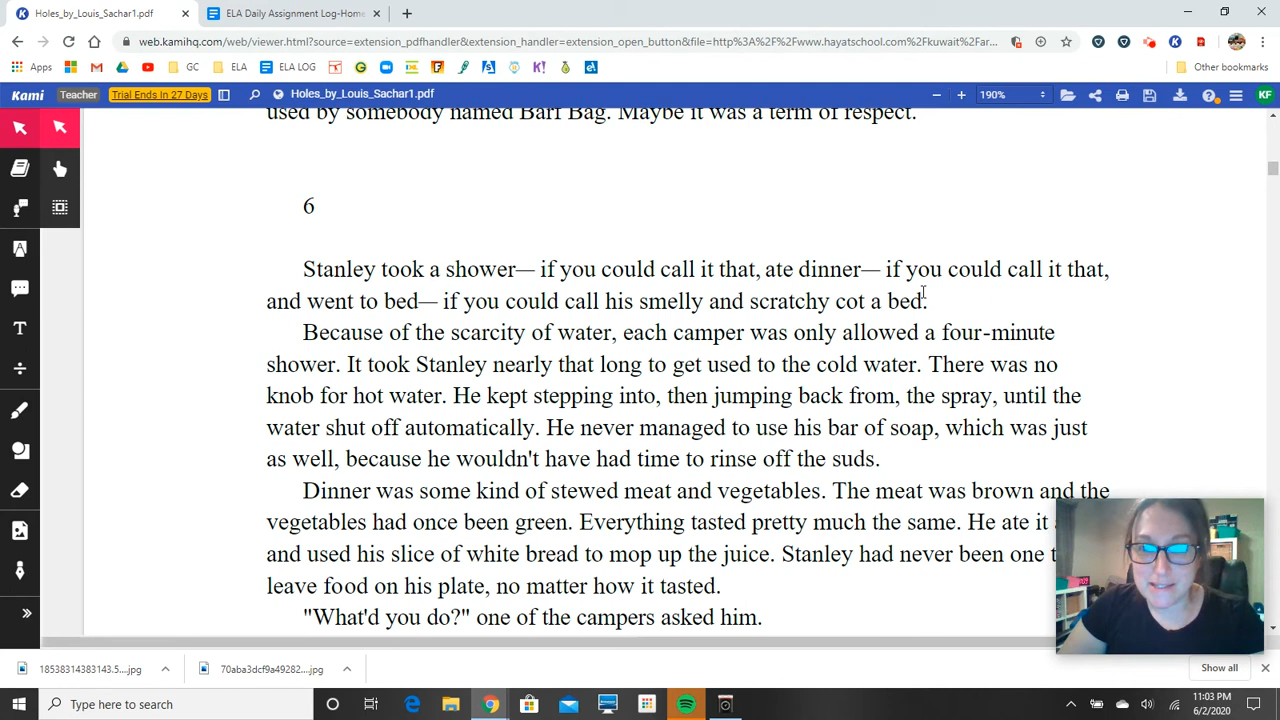 Holes_by_Louis_Sachar1.pdf
ELA Daily Assignment Log-Home
web.kamihq.com/web/viewer.html?source=extension_pdfhandler&extension_handler=extension_open_button&file=http%3A%2F%2Fwww.hayatschool.com%2Fkuwait%2Far...
Apps
GC
ELA
ELA LOG
K!
Other bookmarks
Kami
Teacher
Trial Ends In 27 Days
Holes_by_Louis_Sachar1.pdf
190%
KF
used by somebody named Barf Bag. Maybe it was a term of respect.
6
Stanley took a shower— if you could call it that, ate dinner— if you could call it that,
and went to bed— if you could call his smelly and scratchy cot a bed.
Because of the scarcity of water, each camper was only allowed a four-minute
shower. It took Stanley nearly that long to get used to the cold water. There was no
knob for hot water. He kept stepping into, then jumping back from, the spray, until the
water shut off automatically. He never managed to use his bar of soap, which was just
as well, because he wouldn't have had time to rinse off the suds.
Dinner was some kind of stewed meat and vegetables. The meat was brown and the
vegetables had once been green. Everything tasted pretty much the same. He ate it
and used his slice of white bread to mop up the juice. Stanley had never been one
leave food on his plate, no matter how it tasted.
"What'd you do?" one of the campers asked him.
18538314383143.5....jpg
70aba3dcf9a49282....jpg
Show all
Type here to search
11:03 PM
6/2/2020